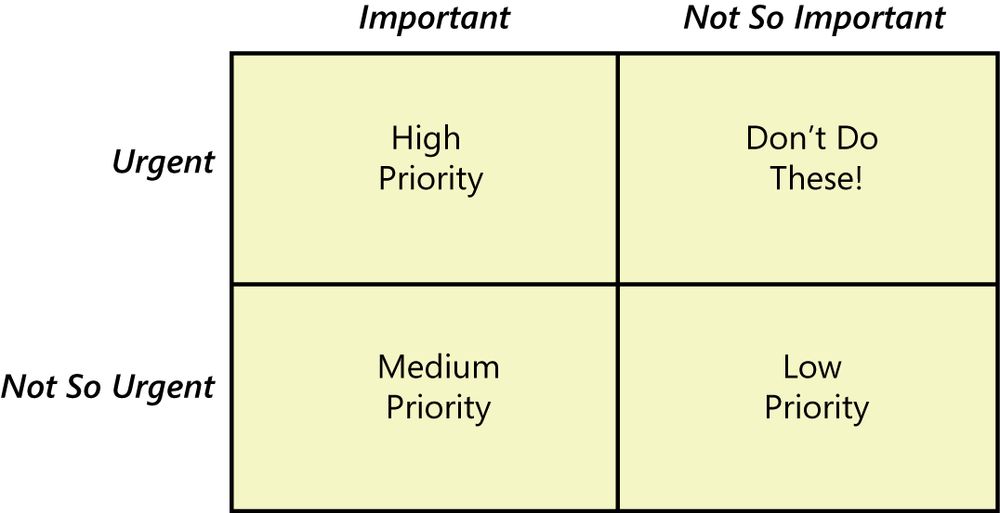 Important Not So Important
Urgent
High
Priority
Don’t Do
These!
Not So Urgent
Medium
Priority
Low
Priority